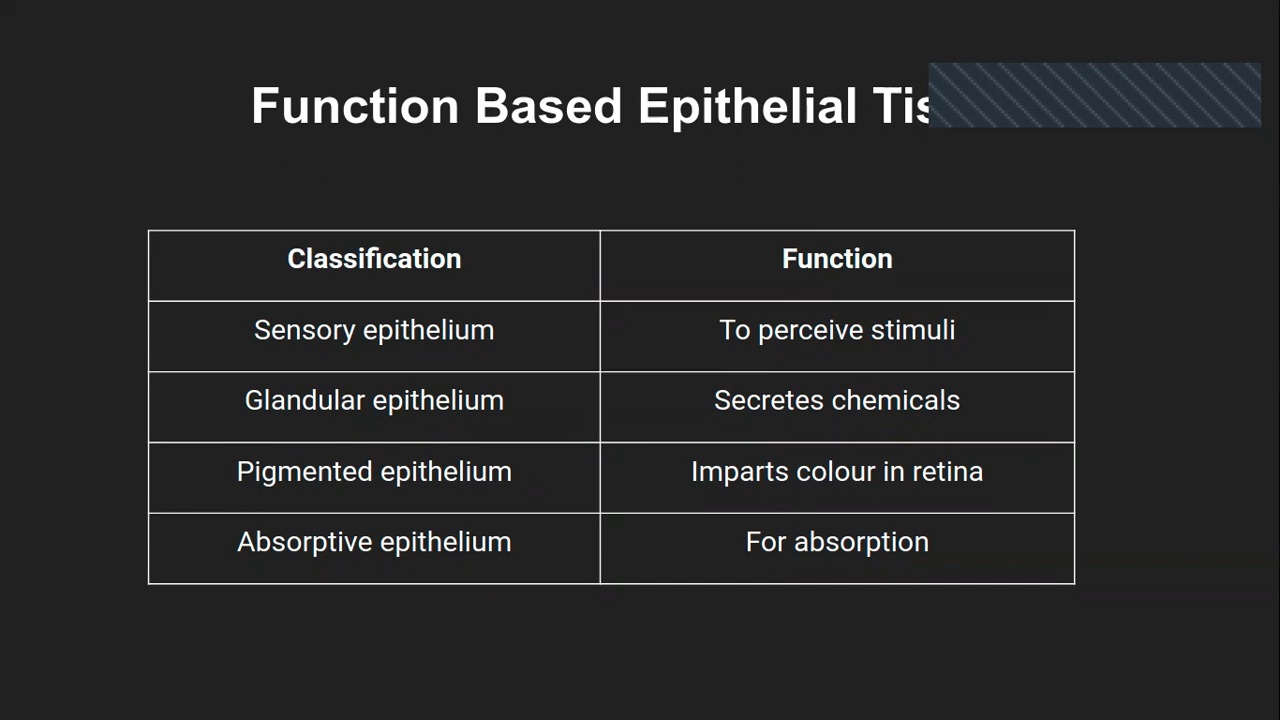 Function Based Epithelial
Classification Function
Sensory epithelium To perceive stimuli
Glandular epithelium Secretes chemicals
Pigmented epithelium Imparts colour in retina
Absorptive epithelium For absorption